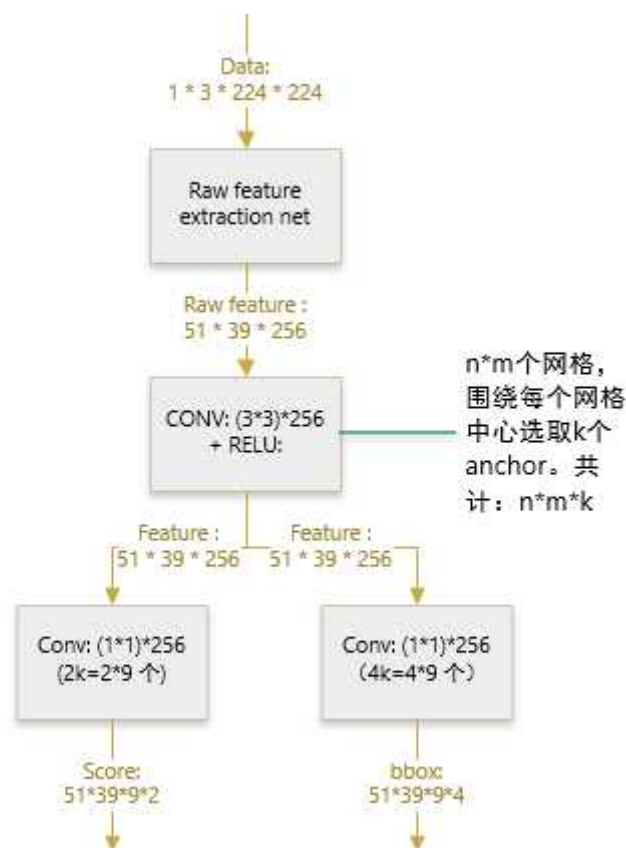 Data:
1 * 3 * 224 * 224
Raw feature
extraction net
Raw feature :
51 * 39 * 256
CONV: (3*3)*256
+ RELU:
n*m个网格，
围绕每个网格
中心选取k个
anchor。共
计：n*m*k
Feature :
51 * 39 * 256
Feature :
51 * 39 * 256
Conv: (1*1)*256
(2k=2*9 个)
Conv: (1*1)*256
（4k=4*9 个）
Score:
51*39*9*2
bbox:
51*39*9*4